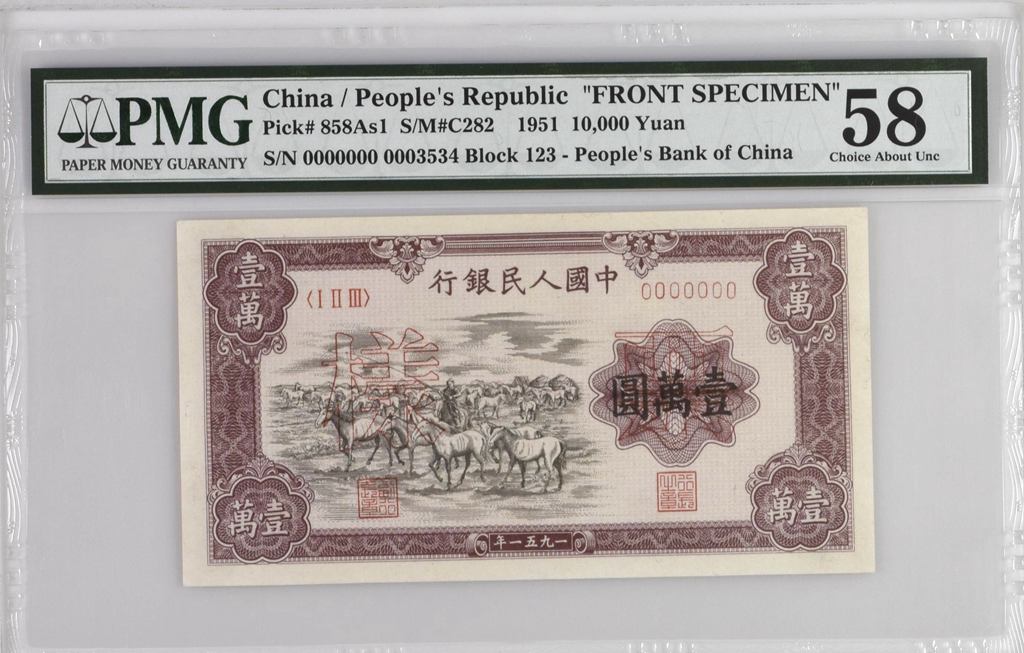 PMG
PAPER MONEY GUARANTY
China / People's Republic "FRONT SPECIMEN"
Pick# 858As1 S/M#C282 1951 10,000 Yuan
S/N 0000000 0003534 Block 123 - People's Bank of China
58
Choice About Unc
壹萬
行銀民人國中
壹萬
〈I II III〉
0000000
樣
圓萬壹
萬壹
年一五九一
萬壹